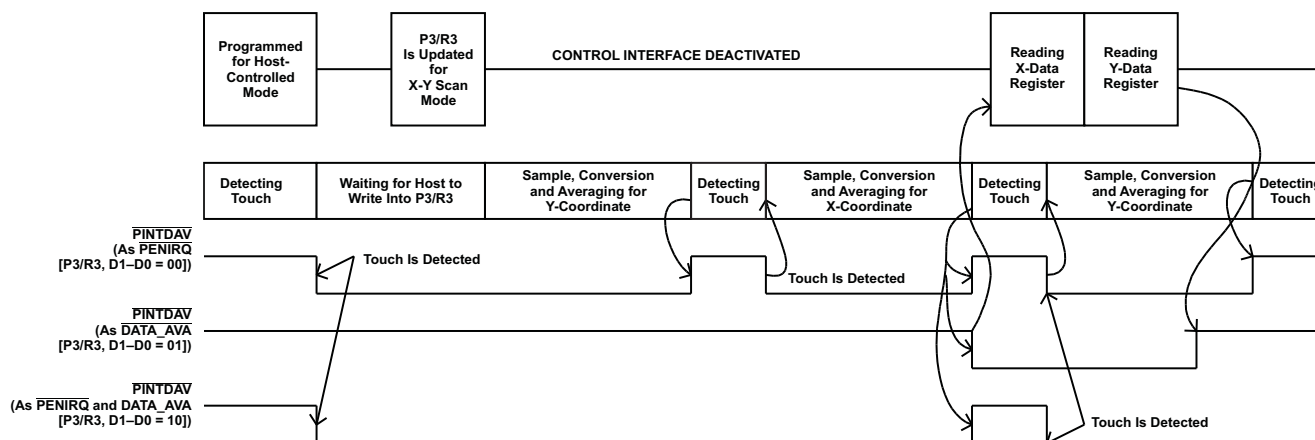 Programmed
for Host-
Controlled
Mode
P3/R3
Is Updated
for
X-Y Scan
Mode
CONTROL INTERFACE DEACTIVATED
Reading
X-Data
Register
Reading
Y-Data
Register
Detecting
Touch
Waiting for Host to
Write Into P3/R3
Sample, Conversion
and Averaging for
Y-Coordinate
Detecting
Touch
Sample, Conversion
and Averaging for
X-Coordinate
Detecting
Touch
Sample, Conversion
and Averaging for
Y-Coordinate
Detecting
Touch
PINTDAV
(As PENIRQ
[P3/R3, D1–D0 = 00])
Touch Is Detected
Touch Is Detected
PINTDAV
(As DATA_AVA
[P3/R3, D1–D0 = 01])
PINTDAV
(As PENIRQ and DATA_AVA
[P3/R3, D1–D0 = 10])
Touch Is Detected